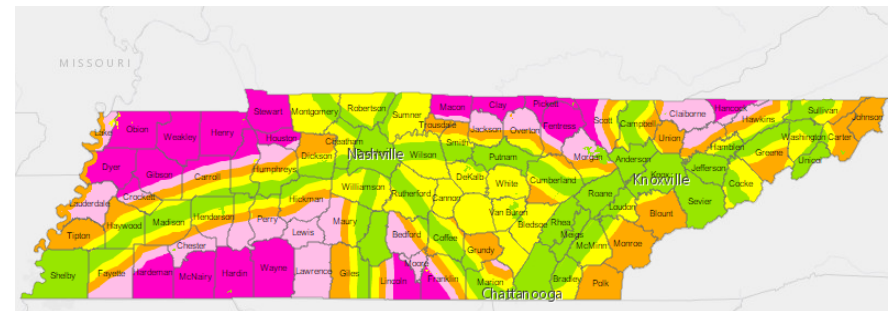 MISSOURI
Stewart
Montgomery
Robertson
Sumner
Macon
Clay
Pickett
Scott
Campbell
Claiborne
Hancock
Hawkins
Sullivan
Johnson
Carter
Washington
Lake
Obion
Weakley
Henry
Houston
Cheatham
Trousdale
Jackson
Overton
Fentress
Union
Hamblen
Greene
Unicoi
Dyer
Gibson
Carroll
Humphreys
Dickson
Nashville
Wilson
Smith
Putnam
Morgan
Anderson
Knox
Knoxville
Jefferson
Cocke
Lauderdale
Crockett
Haywood
Madison
Henderson
Hickman
Williamson
Rutherford
Cannon
DeKalb
White
Cumberland
Roane
Loudon
Blount
Sevier
Tipton
Chester
Perry
Lewis
Maury
Bedford
Coffee
Van Buren
Bledsoe
Rhea
Meigs
McMinn
Monroe
Shelby
Fayette
Hardeman
McNairy
Hardin
Wayne
Lawrence
Giles
Lincoln
Moore
Franklin
Grundy
Marion
Bradley
Polk
Chattanooga